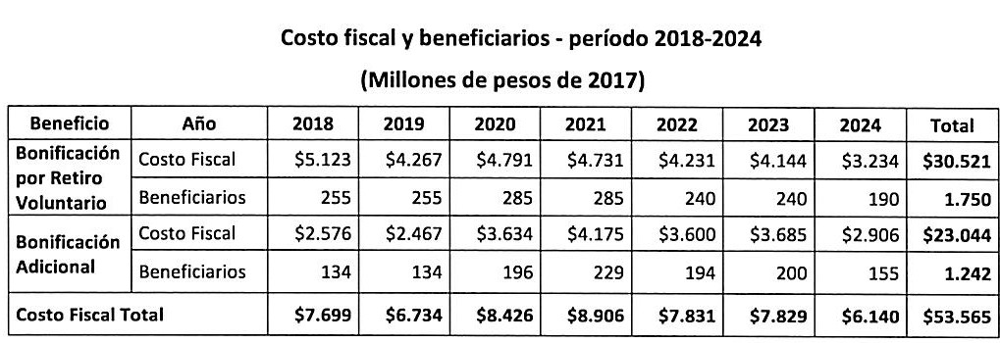 Costo fiscal y beneficiarios - período 2018-2024
(Millones de pesos de 2017)
Beneficio Año 2018 2019 2020 2021 2022 2023 2024 Total
Bonificación por Retiro Voluntario Costo Fiscal $5.123 $4.267 $4.791 $4.731 $4.231 $4.144 $3.234 $30.521
Beneficiarios 255 255 285 285 240 240 190 1.750
Bonificación Adicional Costo Fiscal $2.576 $2.467 $3.634 $4.175 $3.600 $3.685 $2.906 $23.044
Beneficiarios 134 134 196 229 194 200 155 1.242
Costo Fiscal Total $7.699 $6.734 $8.426 $8.906 $7.831 $7.829 $6.140 $53.565